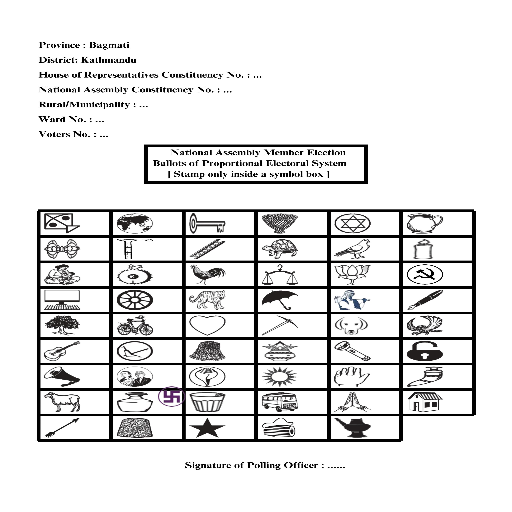 Province : Bagmati
District: Kathmandu
House of Representatives Constituency No. : ...
National Assembly Constituency No. : ...
Rural/Municipality : ...
Ward No. : ...
Voters No. : ...
National Assembly Member Election
Ballots of Proportional Electoral System
[ Stamp only inside a symbol box ]
Signature of Polling Officer : ......